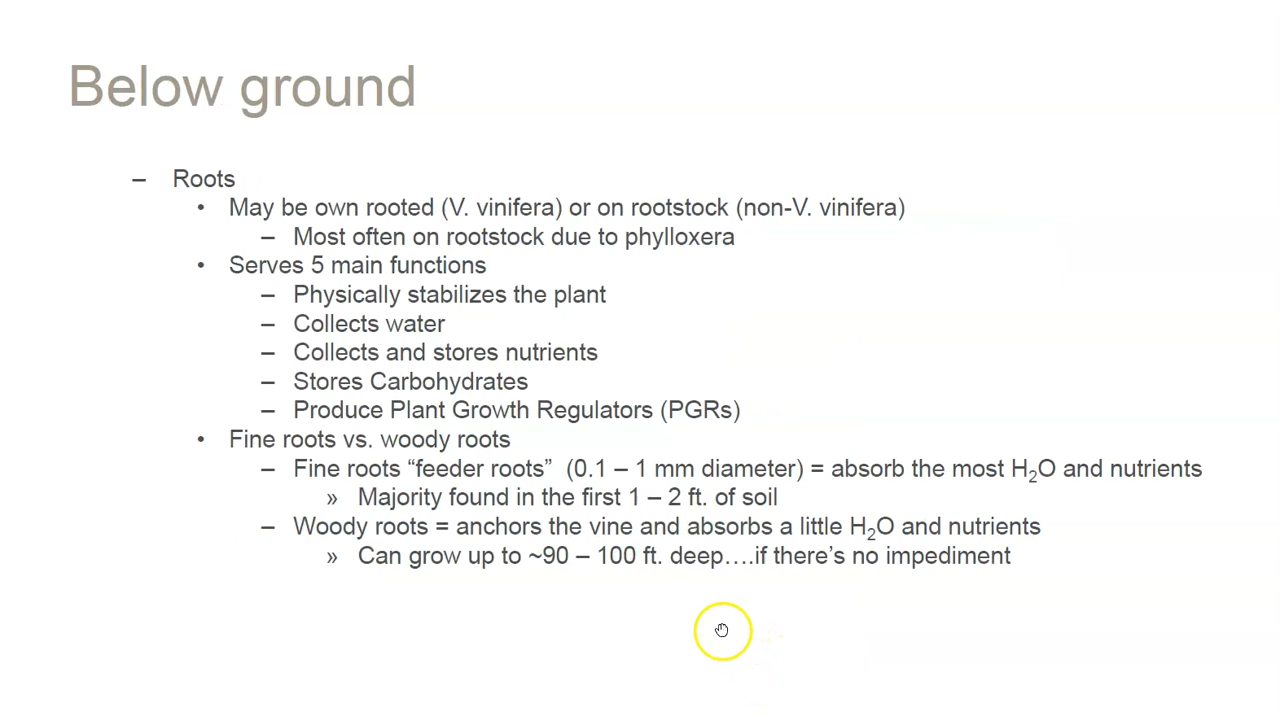 Below ground
– Roots
• May be own rooted (V. vinifera) or on rootstock (non-V. vinifera)
– Most often on rootstock due to phylloxera
• Serves 5 main functions
– Physically stabilizes the plant
– Collects water
– Collects and stores nutrients
– Stores Carbohydrates
– Produce Plant Growth Regulators (PGRs)
• Fine roots vs. woody roots
– Fine roots “feeder roots” (0.1 – 1 mm diameter) = absorb the most H₂O and nutrients
» Majority found in the first 1 – 2 ft. of soil
– Woody roots = anchors the vine and absorbs a little H₂O and nutrients
» Can grow up to ~90 – 100 ft. deep….if there’s no impediment